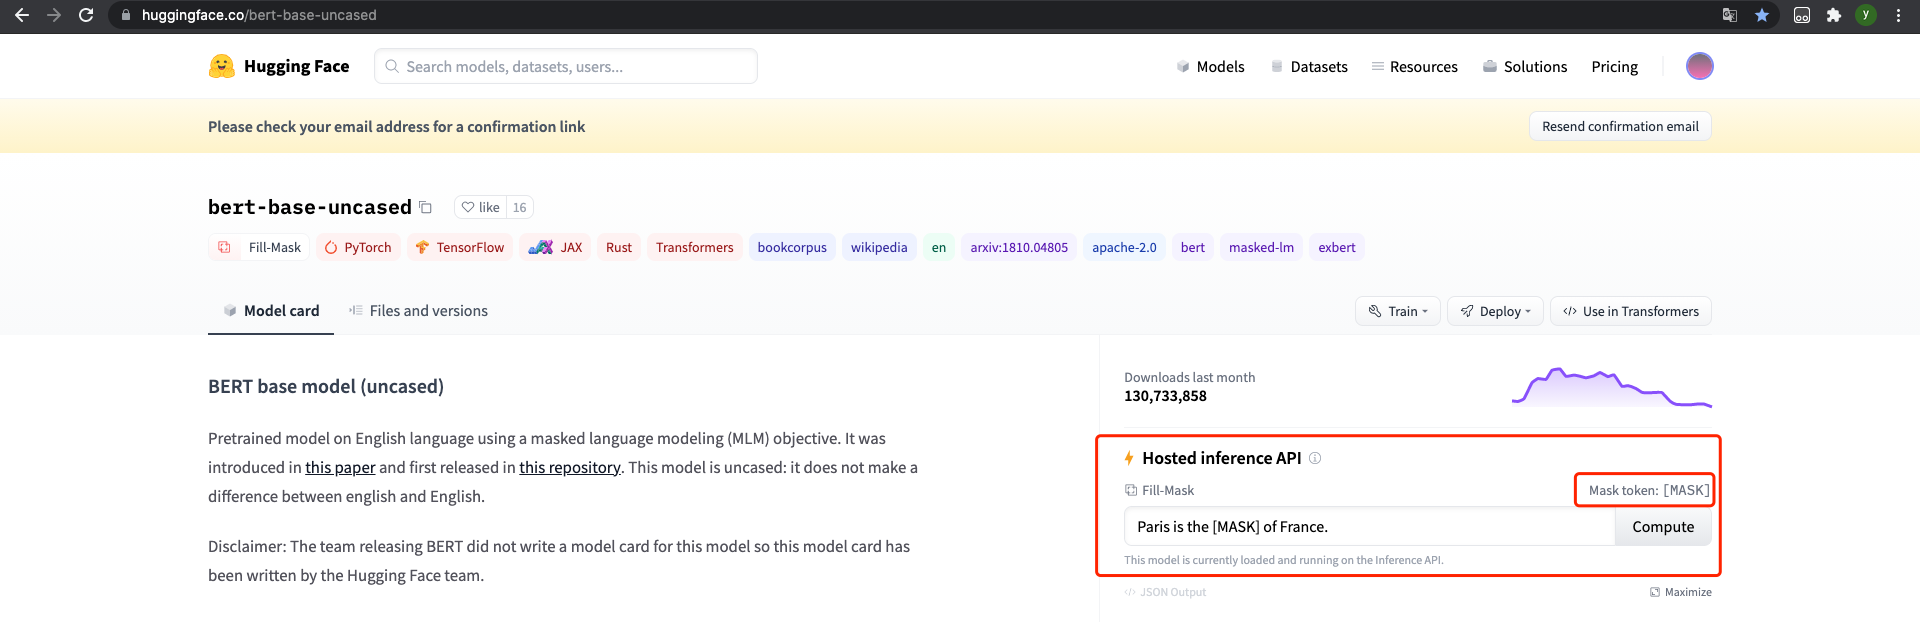 huggingface.co/bert-base-uncased
y
Hugging Face
Search models, datasets, users...
Models
Datasets
Resources
Solutions
Pricing
Please check your email address for a confirmation link
Resend confirmation email
bert-base-uncased
like 16
Fill-Mask PyTorch TensorFlow JAX Rust Transformers bookcorpus wikipedia en arxiv:1810.04805 apache-2.0 bert masked-lm exbert
Model card
Files and versions
Train
Deploy
</> Use in Transformers
BERT base model (uncased)
Pretrained model on English language using a masked language modeling (MLM) objective. It was
introduced in this paper and first released in this repository. This model is uncased: it does not make a
difference between english and English.
Disclaimer: The team releasing BERT did not write a model card for this model so this model card has
been written by the Hugging Face team.
Downloads last month
130,733,858
Hosted inference API
Fill-Mask
Mask token: [MASK]
Paris is the [MASK] of France.
Compute
This model is currently loaded and running on the Inference API.
</> JSON Output
Maximize